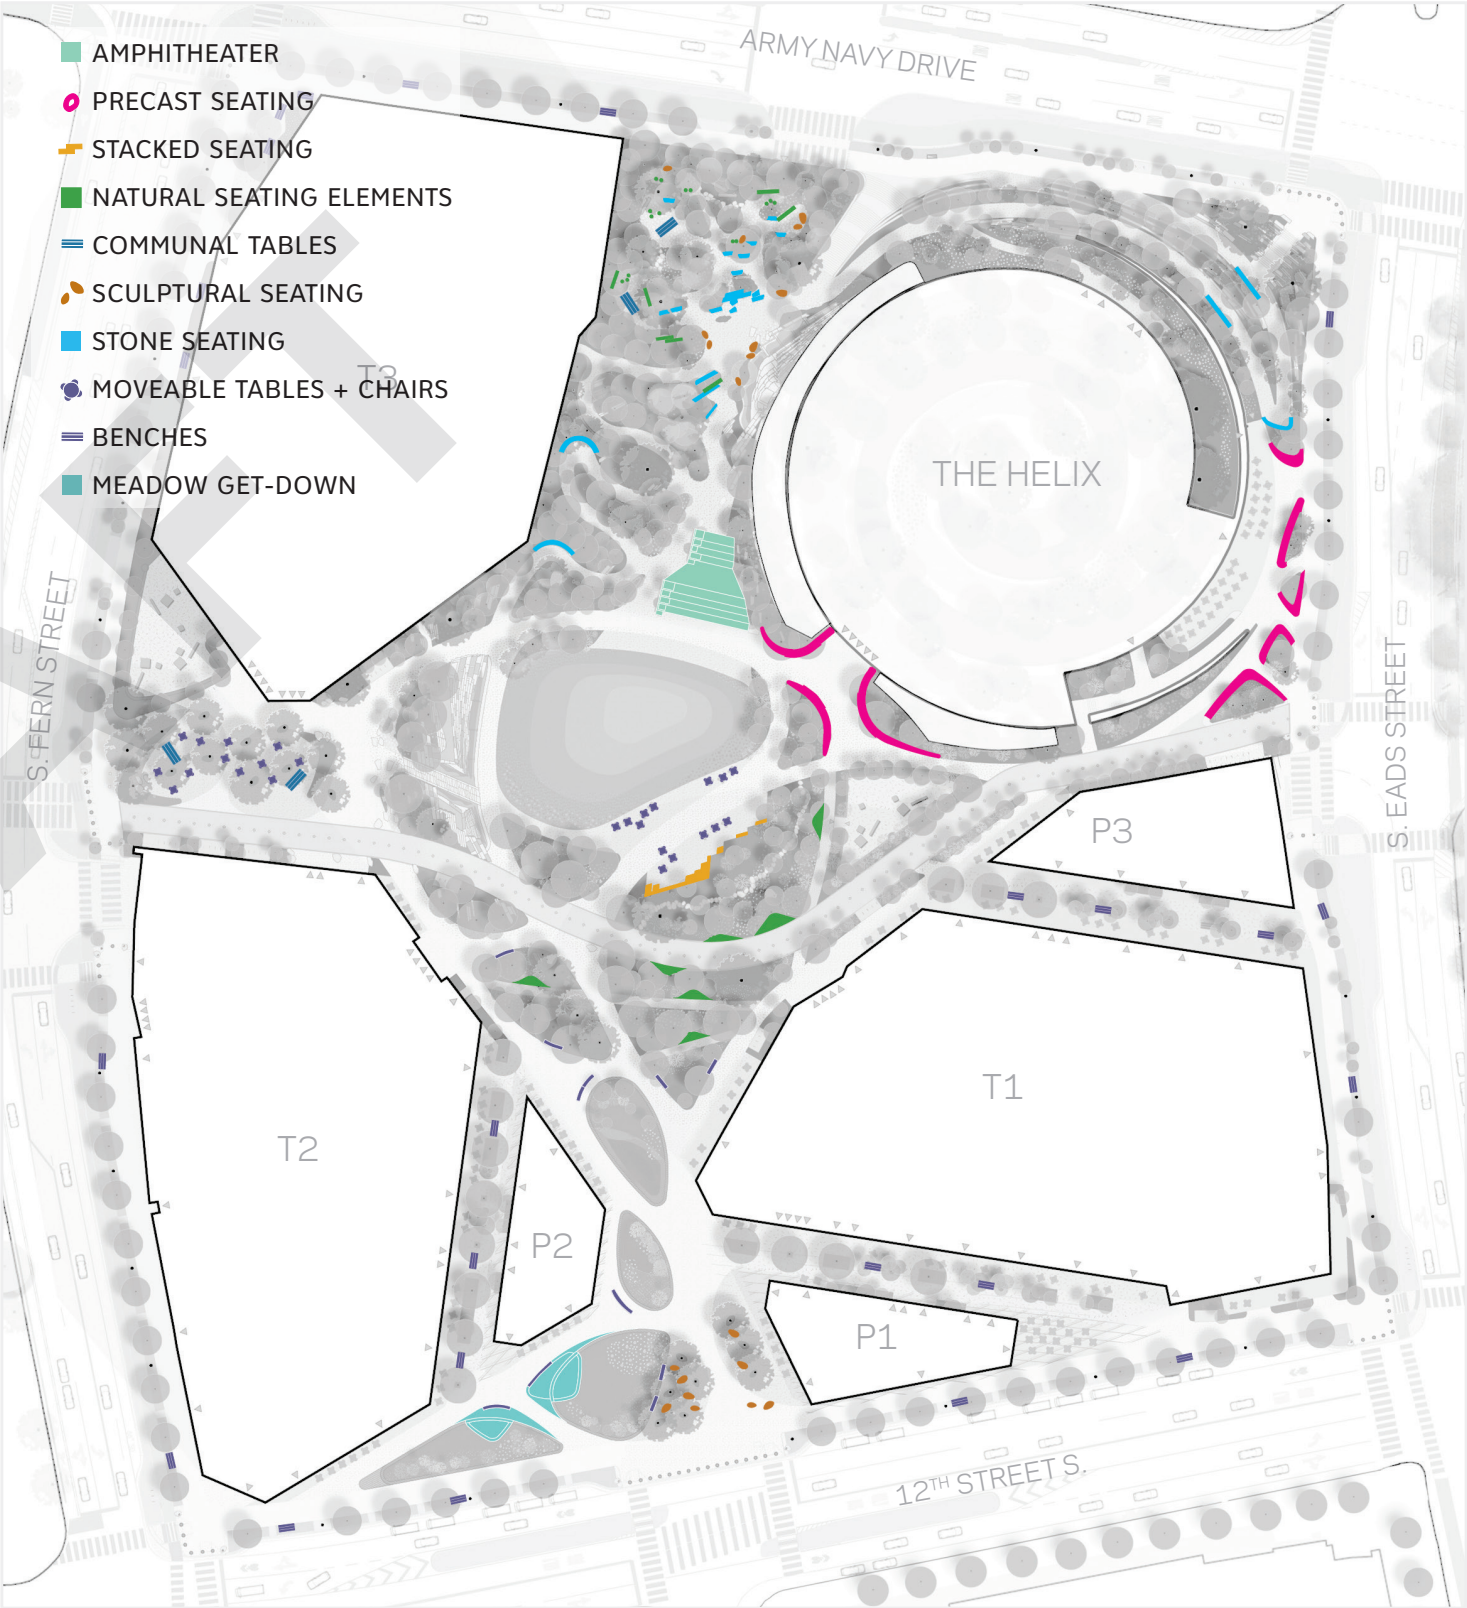 ARMY NAVY DRIVE
AMPHITHEATER
PRECAST SEATING
STACKED SEATING
NATURAL SEATING ELEMENTS
COMMUNAL TABLES
SCULPTURAL SEATING
STONE SEATING
T3
MOVEABLE TABLES + CHAIRS
BENCHES
MEADOW GET-DOWN
THE HELIX
S. FERN STREET
S. EADS STREET
P3
T1
T2
P2
P1
12TH STREET S.